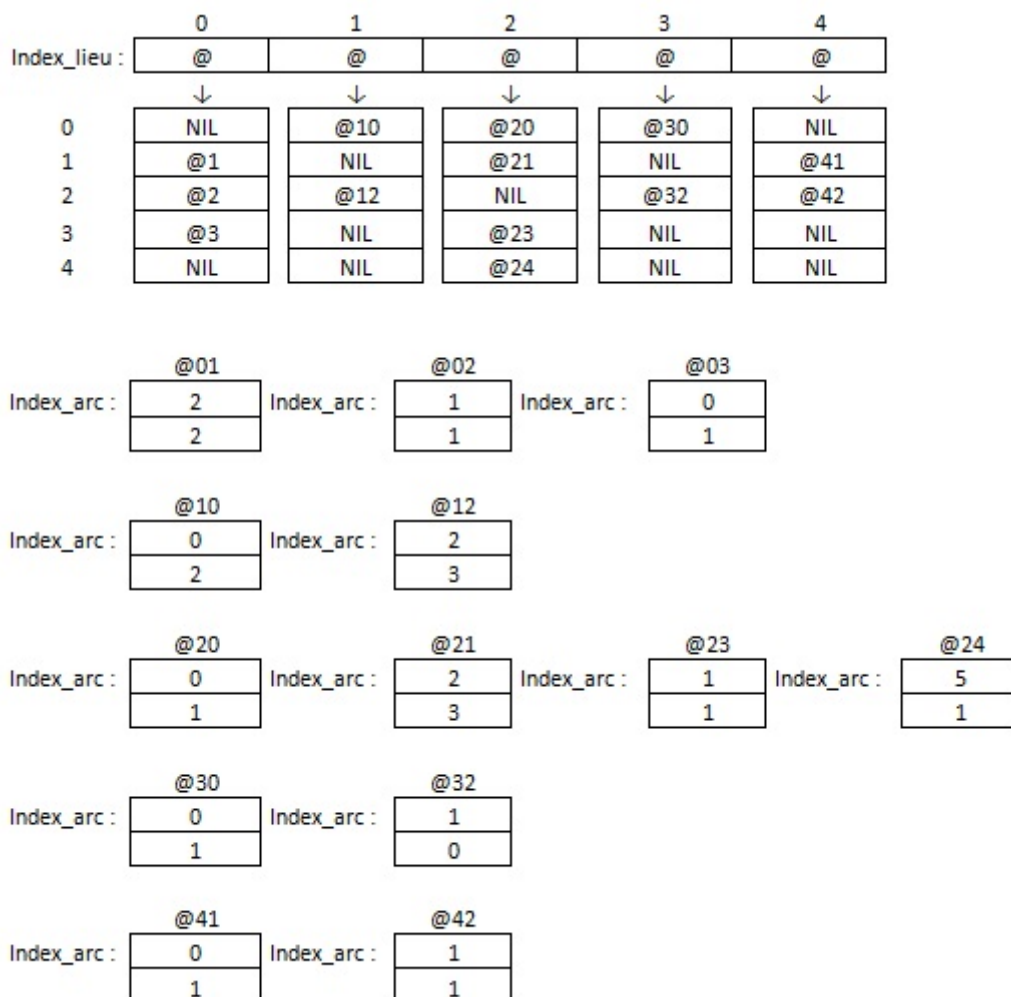 0 1 2 3 4
Index_lieu : @ @ @ @ @
↓ ↓ ↓ ↓ ↓
0 NIL @10 @20 @30 NIL
1 @1 NIL @21 NIL @41
2 @2 @12 NIL @32 @42
3 @3 NIL @23 NIL NIL
4 NIL NIL @24 NIL NIL
@01 @02 @03
Index_arc : 2 Index_arc : 1 Index_arc : 0
2 1 1
@10 @12
Index_arc : 0 Index_arc : 2
2 3
@20 @21 @23 @24
Index_arc : 0 Index_arc : 2 Index_arc : 1 Index_arc : 5
1 3 1 1
@30 @32
Index_arc : 0 Index_arc : 1
1 0
@41 @42
Index_arc : 0 Index_arc : 1
1 1